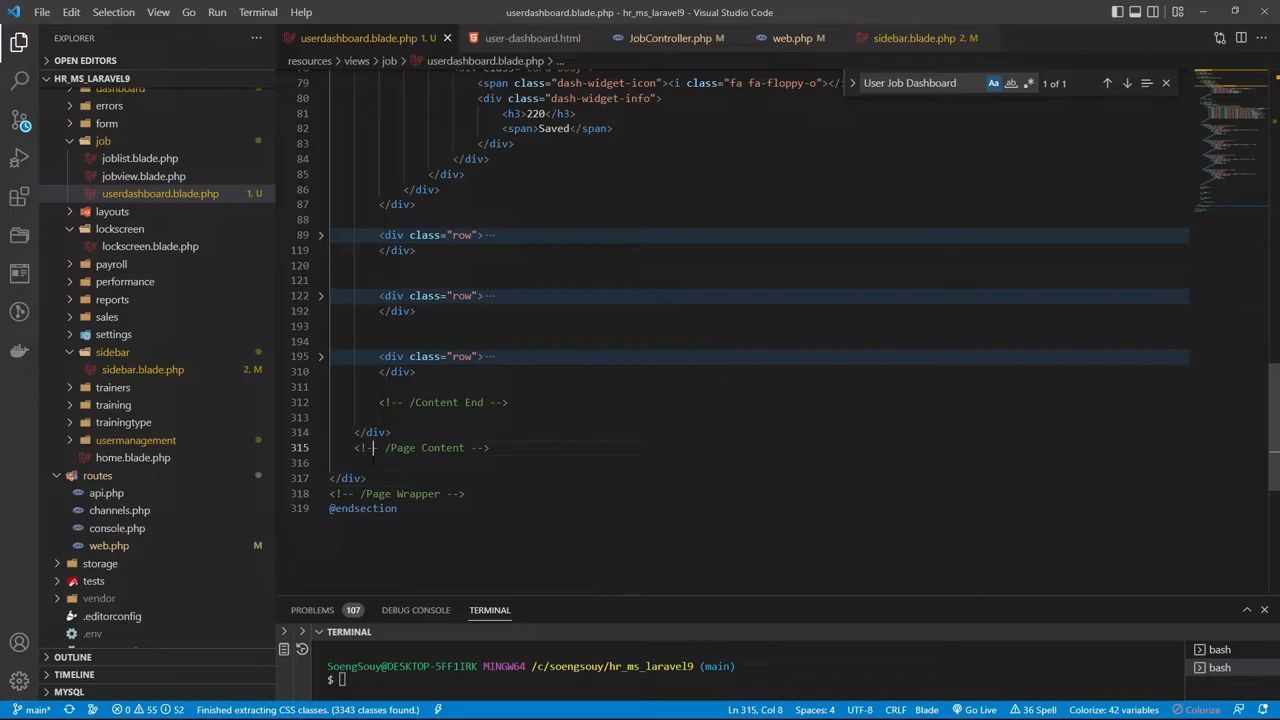 File Edit Selection View Go Run Terminal Help
userdashboard.blade.php - hr_ms_laravel9 - Visual Studio Code
EXPLORER
OPEN EDITORS
HR_MS_LARAVEL9
dashboard
errors
form
job
joblist.blade.php
jobview.blade.php
userdashboard.blade.php 1, U
layouts
lockscreen
lockscreen.blade.php
payroll
performance
reports
sales
settings
sidebar
sidebar.blade.php 2, M
trainers
training
trainingtype
usermanagement
home.blade.php
routes
api.php
channels.php
console.php
web.php M
storage
tests
vendor
.editorconfig
.env
OUTLINE
TIMELINE
MYSQL
userdashboard.blade.php 1, U
user-dashboard.html
JobController.php M
web.php M
sidebar.blade.php 2, M
resources > views > job > userdashboard.blade.php > ...
User Job Dashboard Aa ab 1 of 1
79 <span class="dash-widget-icon"><i class="fa fa-floppy-o"></
80 <div class="dash-widget-info">
81 <h3>220</h3>
82 <span>Saved</span>
83 </div>
84 </div>
85 </div>
86 </div>
87 </div>
88
89 <div class="row">···
119 </div>
120
121
122 <div class="row">···
192 </div>
193
194
195 <div class="row">···
310 </div>
311
312 <!-- /Content End -->
313
314 </div>
315 <!-- /Page Content -->
316
317 </div>
318 <!-- /Page Wrapper -->
319 @endsection
PROBLEMS 107 DEBUG CONSOLE TERMINAL
TERMINAL
SoengSouy@DESKTOP-5FF1IRK MINGW64 /c/soengsouy/hr_ms_laravel9 (main)
$
bash
bash
main* 0 55 52 Finished extracting CSS classes. (3343 classes found.) Ln 315, Col 8 Spaces: 4 UTF-8 CRLF Blade Go Live 36 Spell Colorize: 42 variables Colorize